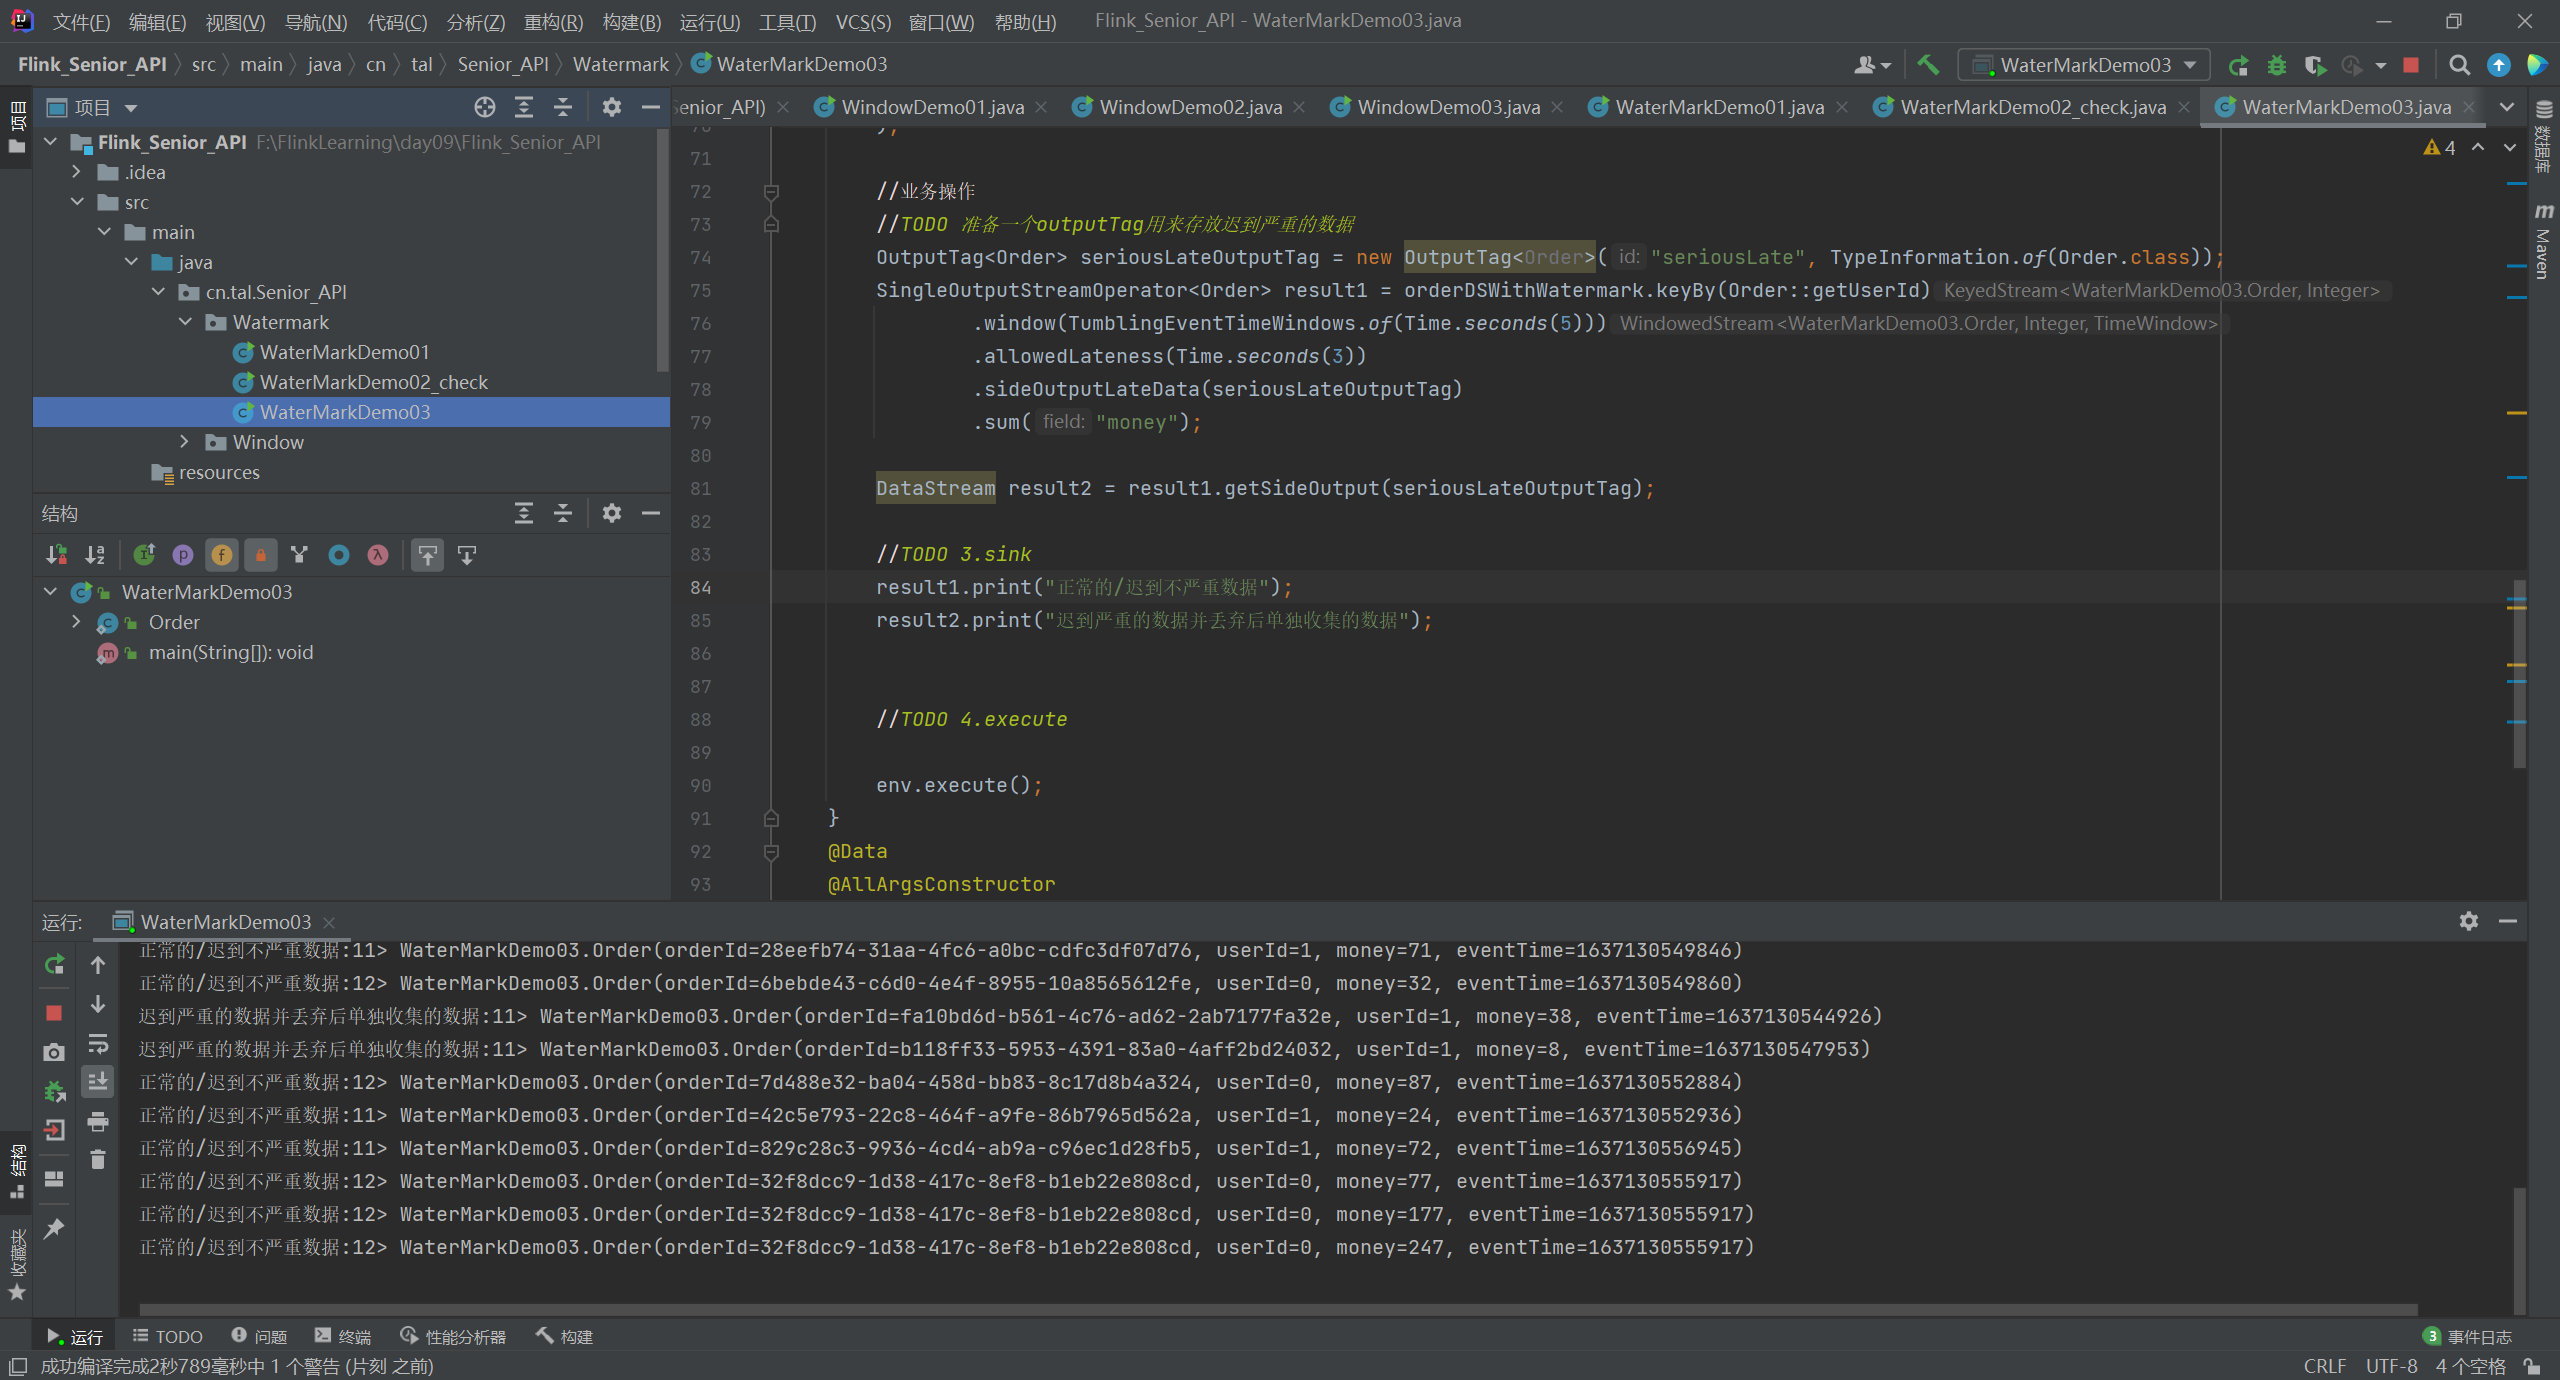 文件(F) 编辑(E) 视图(V) 导航(N) 代码(C) 分析(Z) 重构(R) 构建(B) 运行(U) 工具(T) VCS(S) 窗口(W) 帮助(H) Flink_Senior_API - WaterMarkDemo03.java
Flink_Senior_API src main java cn tal Senior_API Watermark WaterMarkDemo03 WaterMarkDemo03
项目
Senior_API) WindowDemo01.java WindowDemo02.java WindowDemo03.java WaterMarkDemo01.java WaterMarkDemo02_check.java WaterMarkDemo03.java
项目
Flink_Senior_API F:\FlinkLearning\day09\Flink_Senior_API
.idea
src
main
java
cn.tal.Senior_API
Watermark
WaterMarkDemo01
WaterMarkDemo02_check
WaterMarkDemo03
Window
resources
结构
WaterMarkDemo03
Order
main(String[]): void
4
数据库
Maven
70 };
71
72 //业务操作
73 //TODO 准备一个outputTag用来存放迟到严重的数据
74 OutputTag<Order> seriousLateOutputTag = new OutputTag<Order>( id: "seriousLate", TypeInformation.of(Order.class));
75 SingleOutputStreamOperator<Order> result1 = orderDSWithWatermark.keyBy(Order::getUserId) KeyedStream<WaterMarkDemo03.Order, Integer>
76 .window(TumblingEventTimeWindows.of(Time.seconds(5))) WindowedStream<WaterMarkDemo03.Order, Integer, TimeWindow>
77 .allowedLateness(Time.seconds(3))
78 .sideOutputLateData(seriousLateOutputTag)
79 .sum( field: "money");
80
81 DataStream result2 = result1.getSideOutput(seriousLateOutputTag);
82
83 //TODO 3.sink
84 result1.print("正常的/迟到不严重数据");
85 result2.print("迟到严重的数据并丢弃后单独收集的数据");
86
87
88 //TODO 4.execute
89
90 env.execute();
91 }
92 @Data
93 @AllArgsConstructor
运行: WaterMarkDemo03
正常的/迟到不严重数据:11> WaterMarkDemo03.Order(orderId=28eefb74-31aa-4fc6-a0bc-cdfc3df07d76, userId=1, money=71, eventTime=1637130549846)
正常的/迟到不严重数据:12> WaterMarkDemo03.Order(orderId=6bebde43-c6d0-4e4f-8955-10a8565612fe, userId=0, money=32, eventTime=1637130549860)
迟到严重的数据并丢弃后单独收集的数据:11> WaterMarkDemo03.Order(orderId=fa10bd6d-b561-4c76-ad62-2ab7177fa32e, userId=1, money=38, eventTime=1637130544926)
迟到严重的数据并丢弃后单独收集的数据:11> WaterMarkDemo03.Order(orderId=b118ff33-5953-4391-83a0-4aff2bd24032, userId=1, money=8, eventTime=1637130547953)
正常的/迟到不严重数据:12> WaterMarkDemo03.Order(orderId=7d488e32-ba04-458d-bb83-8c17d8b4a324, userId=0, money=87, eventTime=1637130552884)
正常的/迟到不严重数据:11> WaterMarkDemo03.Order(orderId=42c5e793-22c8-464f-a9fe-86b7965d562a, userId=1, money=24, eventTime=1637130552936)
正常的/迟到不严重数据:11> WaterMarkDemo03.Order(orderId=829c28c3-9936-4cd4-ab9a-c96ec1d28fb5, userId=1, money=72, eventTime=1637130556945)
正常的/迟到不严重数据:12> WaterMarkDemo03.Order(orderId=32f8dcc9-1d38-417c-8ef8-b1eb22e808cd, userId=0, money=77, eventTime=1637130555917)
正常的/迟到不严重数据:12> WaterMarkDemo03.Order(orderId=32f8dcc9-1d38-417c-8ef8-b1eb22e808cd, userId=0, money=177, eventTime=1637130555917)
正常的/迟到不严重数据:12> WaterMarkDemo03.Order(orderId=32f8dcc9-1d38-417c-8ef8-b1eb22e808cd, userId=0, money=247, eventTime=1637130555917)
结构
收藏夹
运行 TODO 问题 终端 性能分析器 构建 3 事件日志
成功编译完成2秒789毫秒中 1 个警告 (片刻 之前) CRLF UTF-8 4 个空格